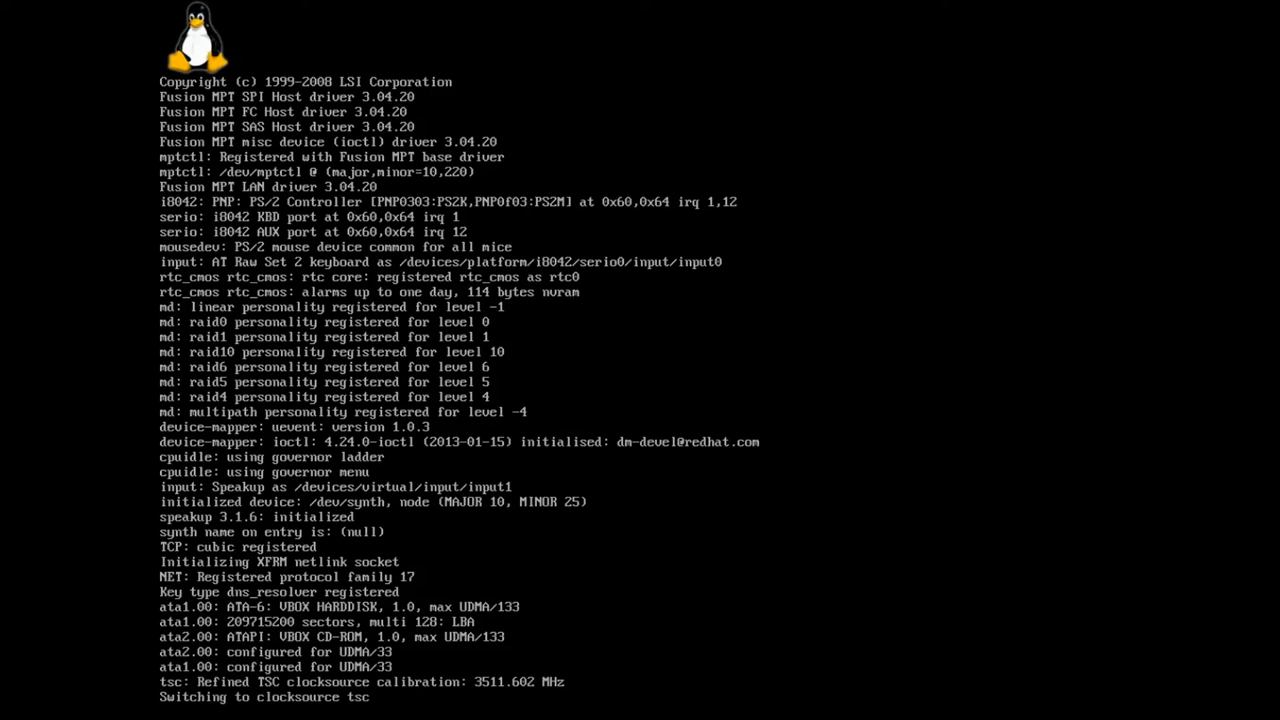 Copyright (c) 1999-2008 LSI Corporation
Fusion MPT SPI Host driver 3.04.20
Fusion MPT FC Host driver 3.04.20
Fusion MPT SAS Host driver 3.04.20
Fusion MPT misc device (ioctl) driver 3.04.20
mptctl: Registered with Fusion MPT base driver
mptctl: /dev/mptctl @ (major,minor=10,220)
Fusion MPT LAN driver 3.04.20
i8042: PNP: PS/2 Controller [PNP0303:PS2K,PNP0f03:PS2M] at 0x60,0x64 irq 1,12
serio: i8042 KBD port at 0x60,0x64 irq 1
serio: i8042 AUX port at 0x60,0x64 irq 12
mousedev: PS/2 mouse device common for all mice
input: AT Raw Set 2 keyboard as /devices/platform/i8042/serio0/input/input0
rtc_cmos rtc_cmos: rtc core: registered rtc_cmos as rtc0
rtc_cmos rtc_cmos: alarms up to one day, 114 bytes nvram
md: linear personality registered for level -1
md: raid0 personality registered for level 0
md: raid1 personality registered for level 1
md: raid10 personality registered for level 10
md: raid6 personality registered for level 6
md: raid5 personality registered for level 5
md: raid4 personality registered for level 4
md: multipath personality registered for level -4
device-mapper: uevent: version 1.0.3
device-mapper: ioctl: 4.24.0-ioctl (2013-01-15) initialised: dm-devel@redhat.com
cpuidle: using governor ladder
cpuidle: using governor menu
input: Speakup as /devices/virtual/input/input1
initialized device: /dev/synth, node (MAJOR 10, MINOR 25)
speakup 3.1.6: initialized
synth name on entry is: (null)
TCP: cubic registered
Initializing XFRM netlink socket
NET: Registered protocol family 17
Key type dns_resolver registered
ata1.00: ATA-6: VBOX HARDDISK, 1.0, max UDMA/133
ata1.00: 209715200 sectors, multi 128: LBA
ata2.00: ATAPI: VBOX CD-ROM, 1.0, max UDMA/133
ata2.00: configured for UDMA/33
ata1.00: configured for UDMA/33
tsc: Refined TSC clocksource calibration: 3511.602 MHz
Switching to clocksource tsc